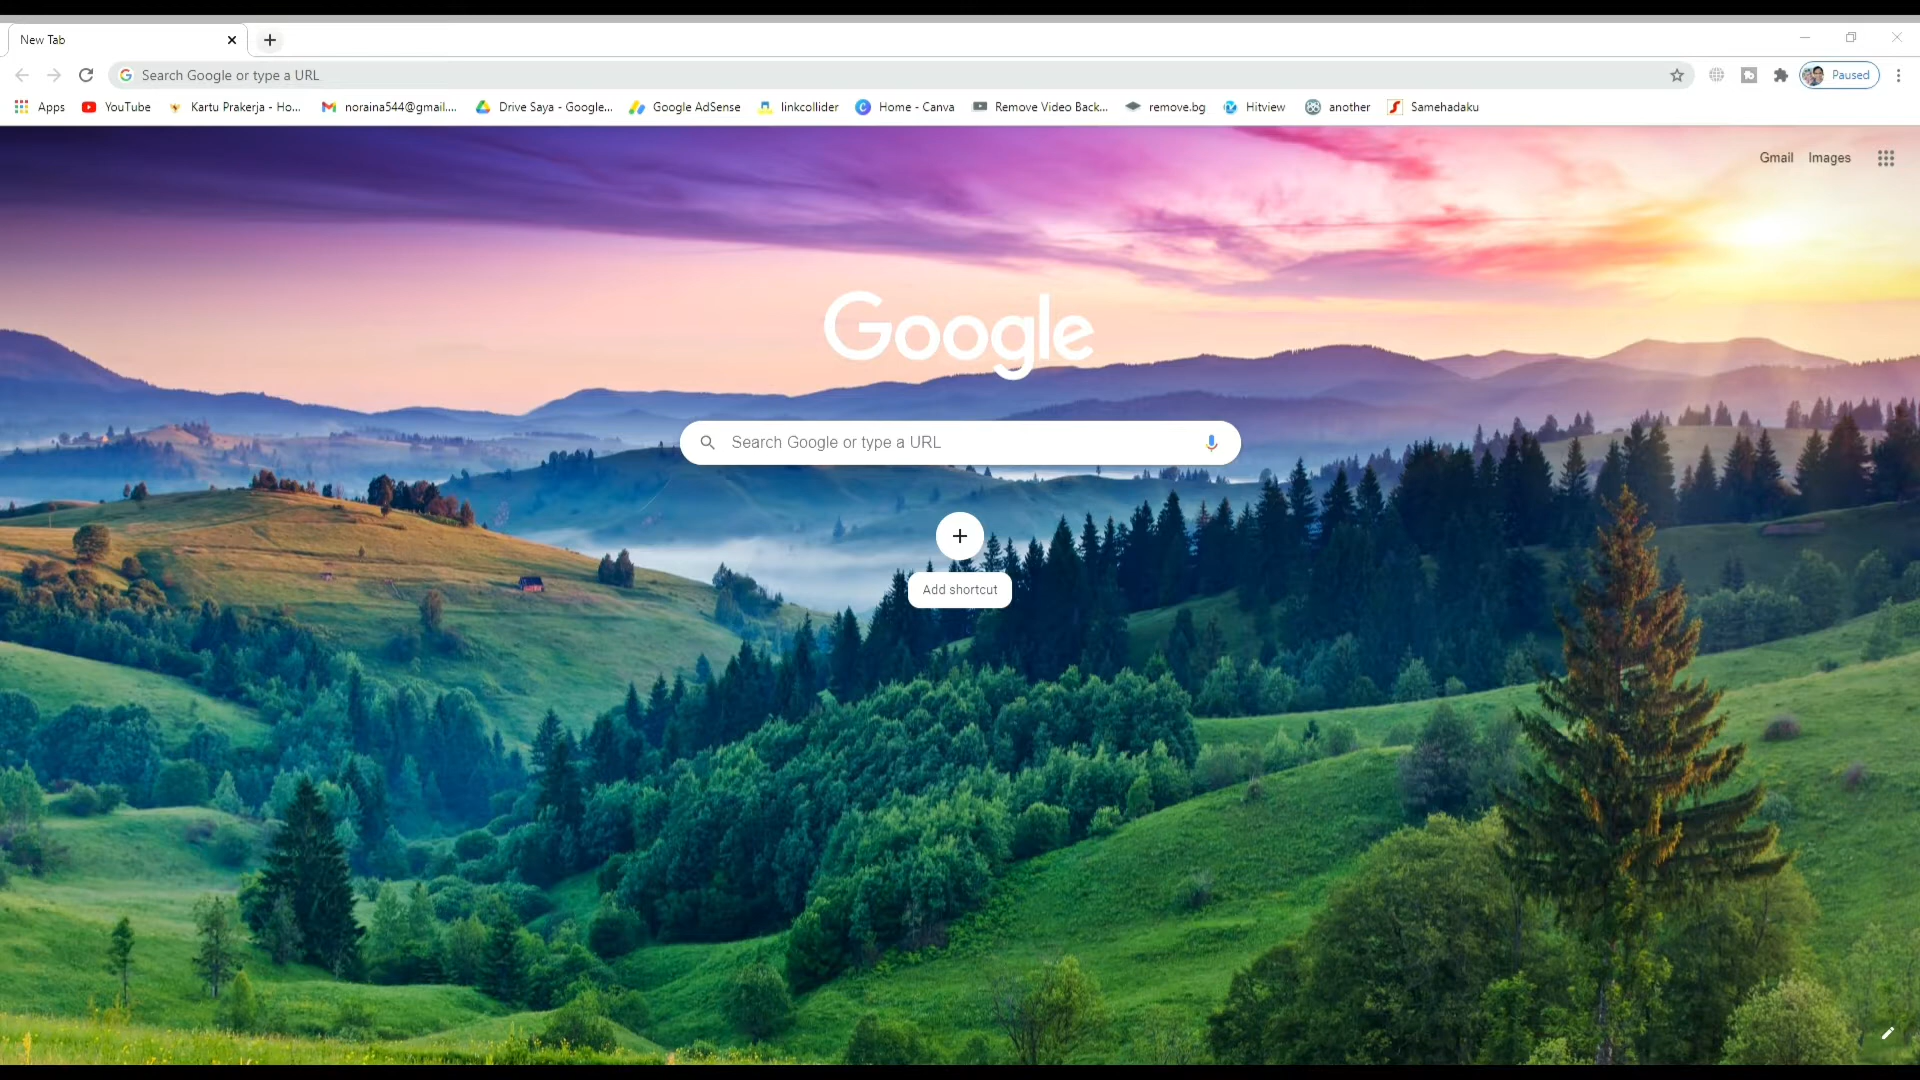 New Tab
Search Google or type a URL
Paused
Apps YouTube Kartu Prakerja - Ho... noraina544@gmail.... Drive Saya - Google... Google AdSense linkcollider Home - Canva Remove Video Back... remove.bg Hitview another Samehadaku
Gmail Images
Google
Search Google or type a URL
Add shortcut